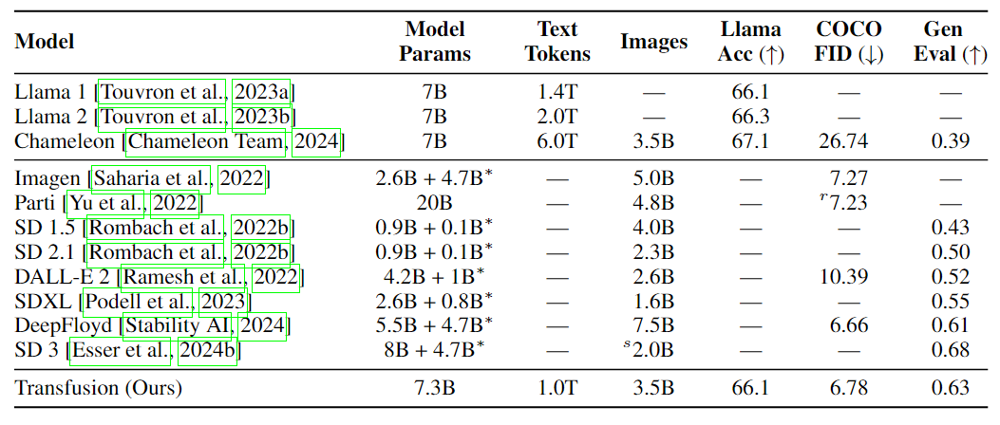 Model Model Params Text Tokens Images Llama Acc (↑) COCO FID (↓) Gen Eval (↑)
Llama 1 [Touvron et al., 2023a] 7B 1.4T — 66.1 — —
Llama 2 [Touvron et al., 2023b] 7B 2.0T — 66.3 — —
Chameleon [Chameleon Team, 2024] 7B 6.0T 3.5B 67.1 26.74 0.39
Imagen [Saharia et al., 2022] 2.6B + 4.7B* — 5.0B — 7.27 —
Parti [Yu et al., 2022] 20B — 4.8B — r7.23 —
SD 1.5 [Rombach et al., 2022b] 0.9B + 0.1B* — 4.0B — — 0.43
SD 2.1 [Rombach et al., 2022b] 0.9B + 0.1B* — 2.3B — — 0.50
DALL-E 2 [Ramesh et al., 2022] 4.2B + 1B* — 2.6B — 10.39 0.52
SDXL [Podell et al., 2023] 2.6B + 0.8B* — 1.6B — — 0.55
DeepFloyd [Stability AI, 2024] 5.5B + 4.7B* — 7.5B — 6.66 0.61
SD 3 [Esser et al., 2024b] 8B + 4.7B* — s2.0B — — 0.68
Transfusion (Ours) 7.3B 1.0T 3.5B 66.1 6.78 0.63